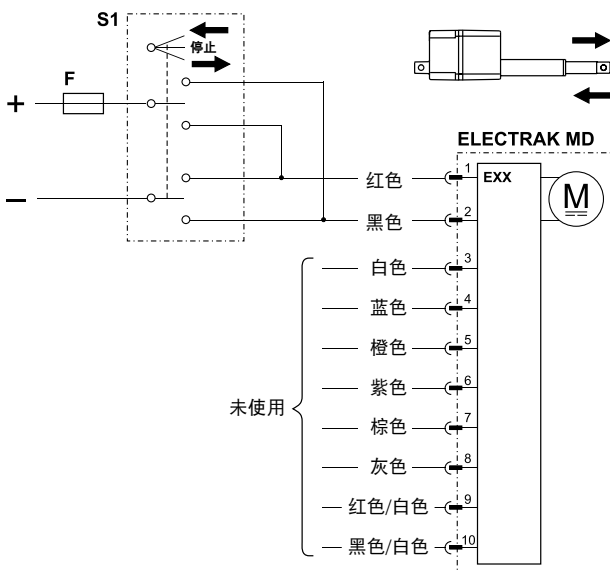 S1
停止
F
+
−
ELECTRAK MD
EXX
M
红色 1
黑色 2
白色 3
蓝色 4
橙色 5
紫色 6
未使用
棕色 7
灰色 8
红色/白色 9
黑色/白色 10